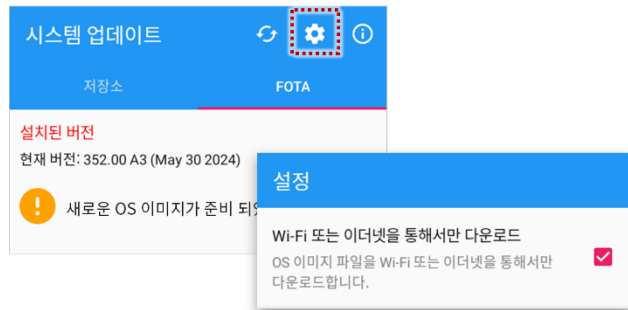 시스템 업데이트
저장소
FOTA
설치된 버전
현재 버전: 352.00 A3 (May 30 2024)
새로운 OS 이미지가 준비
설정
Wi-Fi 또는 이더넷을 통해서만 다운로드
OS 이미지 파일을 Wi-Fi 또는 이더넷을 통해서만
다운로드합니다.